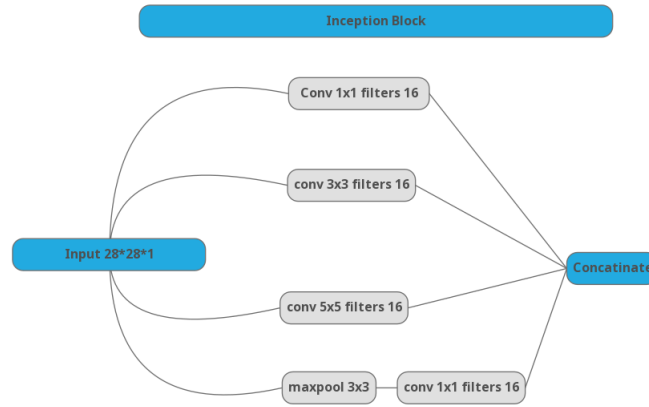 Inception Block
Conv 1x1 filters 16
conv 3x3 filters 16
Input 28*28*1
Concatinate
conv 5x5 filters 16
maxpool 3x3
conv 1x1 filters 16